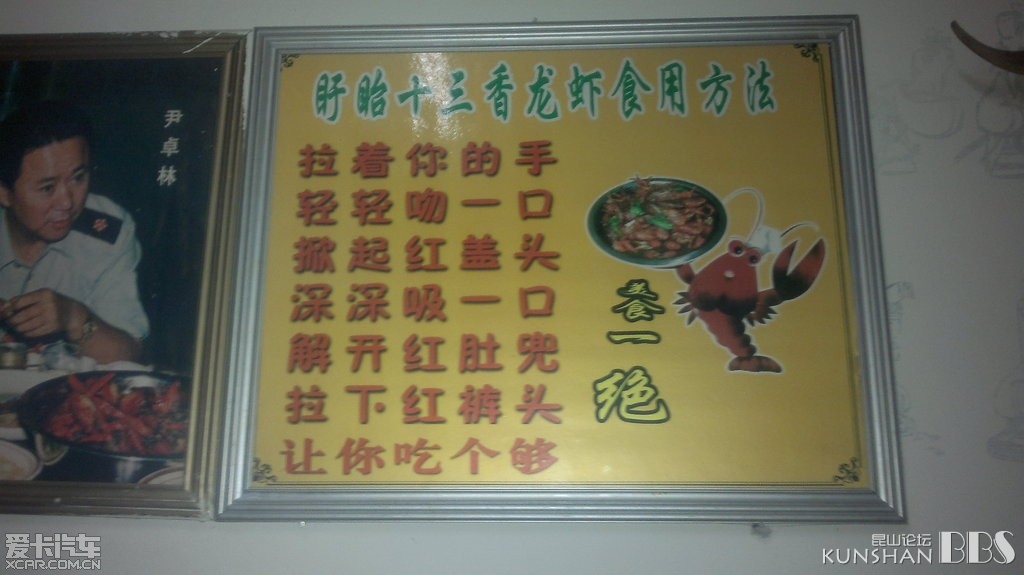 尹卓林
盱眙十三香龙虾食用方法
拉着你的手
轻轻吻一口
掀起红盖头
深深吸一口
解开红肚兜
拉下红裤头
让你吃个够
美食一绝
爱卡汽车
XCAR.COM.CN
昆山论坛
KUNSHAN BBS